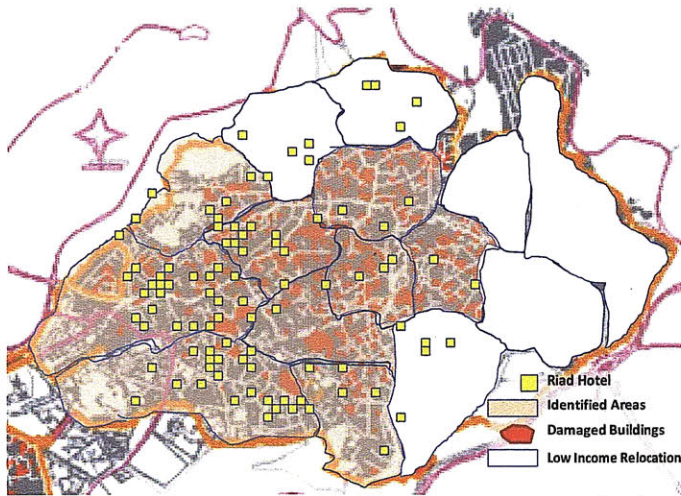 Riad Hotel
Identified Areas
Damaged Buildings
Low Income Relocation